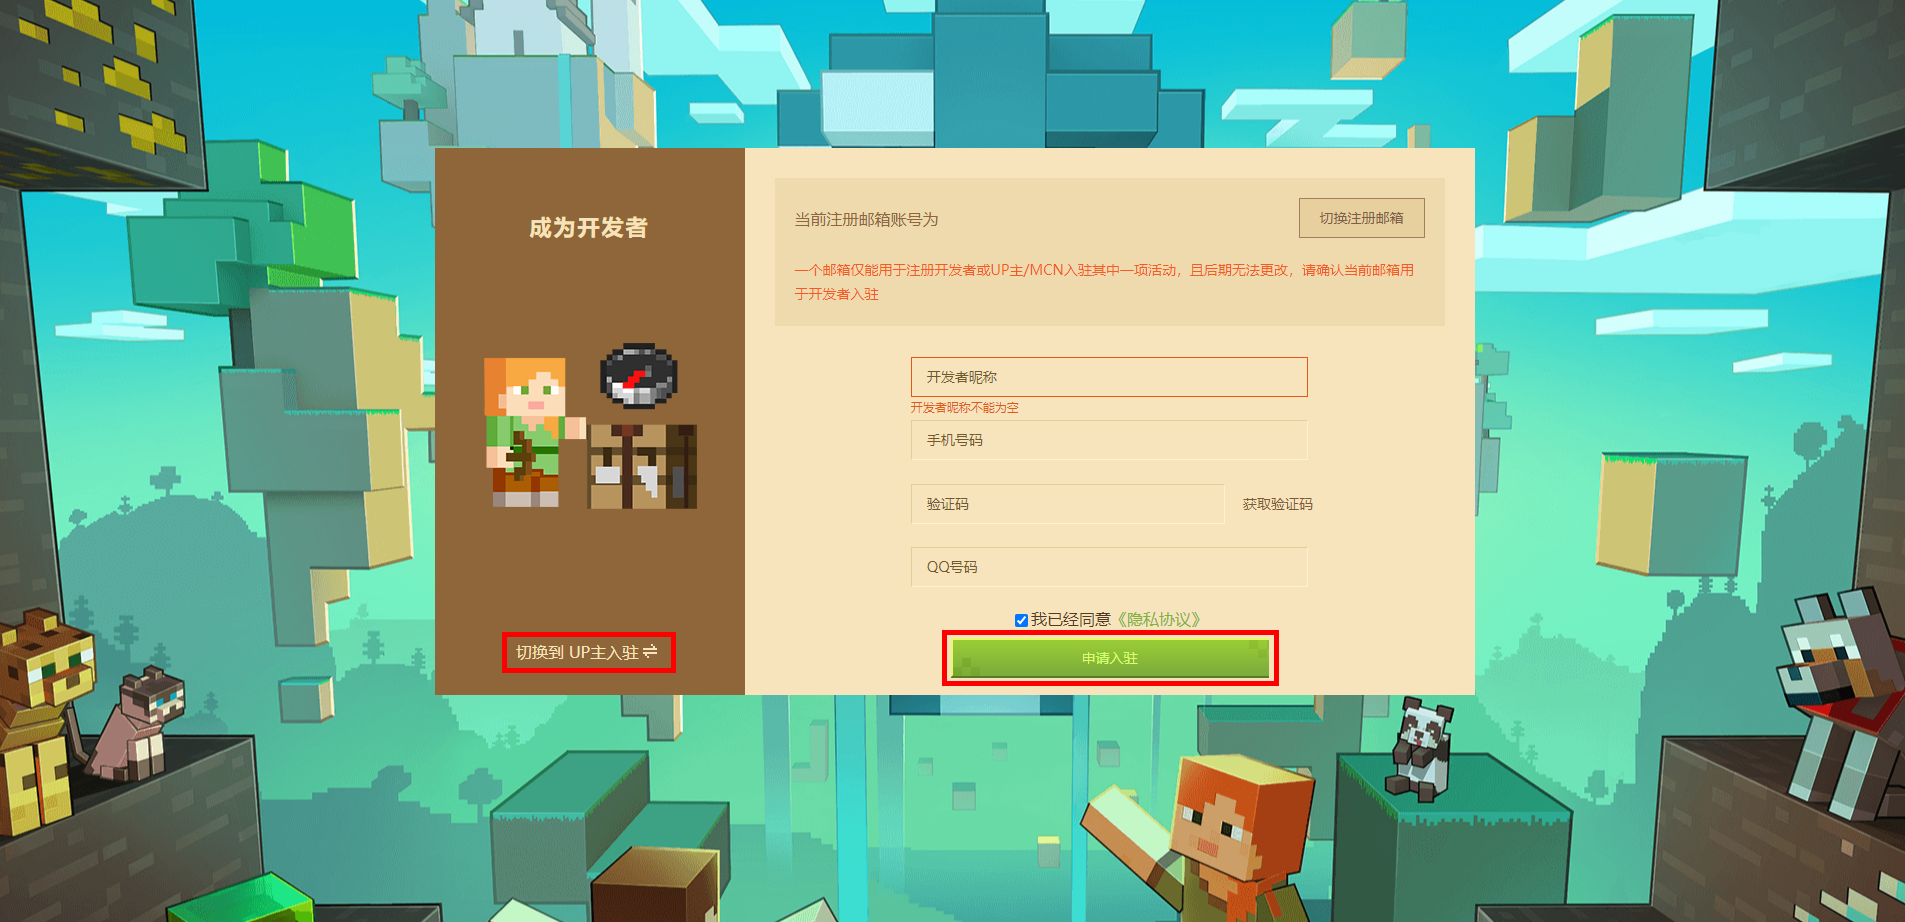 成为开发者
切换到 UP主入驻 ⇌
当前注册邮箱账号为
切换注册邮箱
一个邮箱仅能用于注册开发者或UP主/MCN入驻其中一项活动，且后期无法更改，请确认当前邮箱用
于开发者入驻
开发者昵称
开发者昵称不能为空
手机号码
验证码
获取验证码
QQ号码
我已经同意《隐私协议》
申请入驻